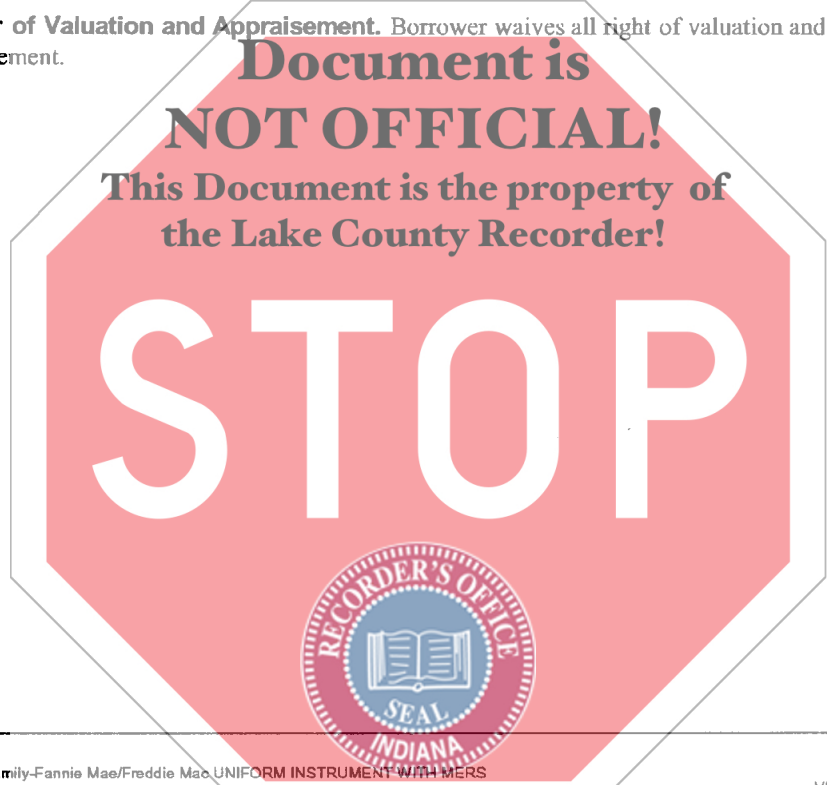 r of Valuation and Appraisement. Borrower waives all right of valuation and
ement.
Document is
NOT OFFICIAL!
This Document is the property of
the Lake County Recorder!
STOP
RECORDER'S OFFICE
SEAL
INDIANA
mily-Fannie Mae/Freddie Mac UNIFORM INSTRUMENT WITH MERS